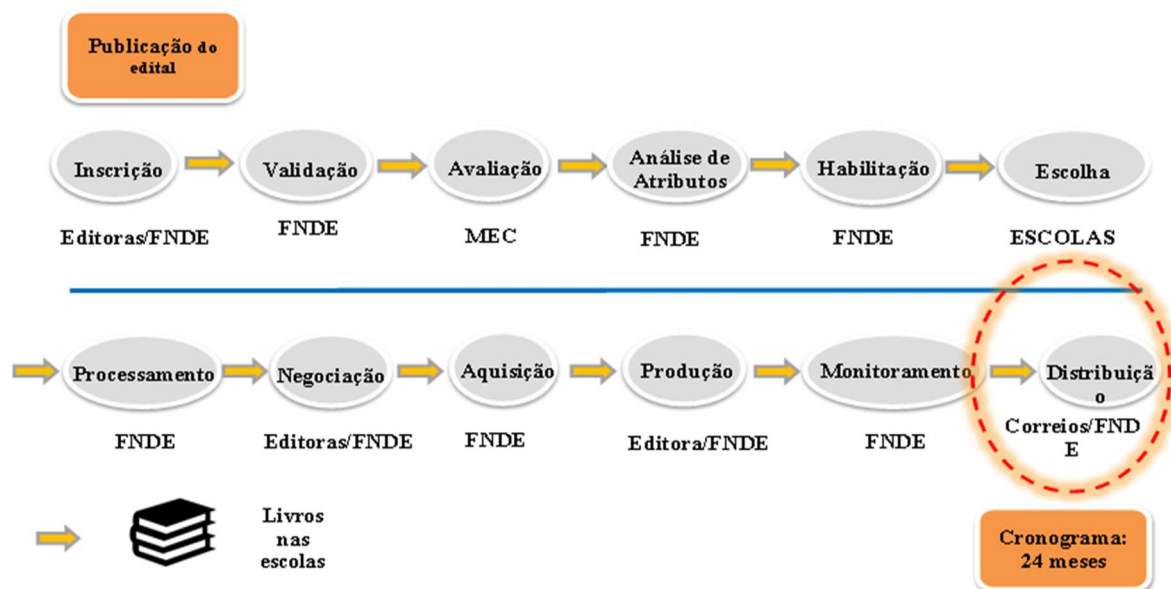 Publicação do
edital
Inscrição
Validação
Avaliação
Análise de
Atributos
Habilitação
Escolha
Editoras/FNDE
FNDE
MEC
FNDE
FNDE
ESCOLAS
Processamento
Negociação
Aquisição
Produção
Monitoramento
Distribuiçã
o
FNDE
Editoras/FNDE
FNDE
Editora/FNDE
FNDE
Correios/FND
E
Livros
nas
escolas
Cronograma:
24 meses